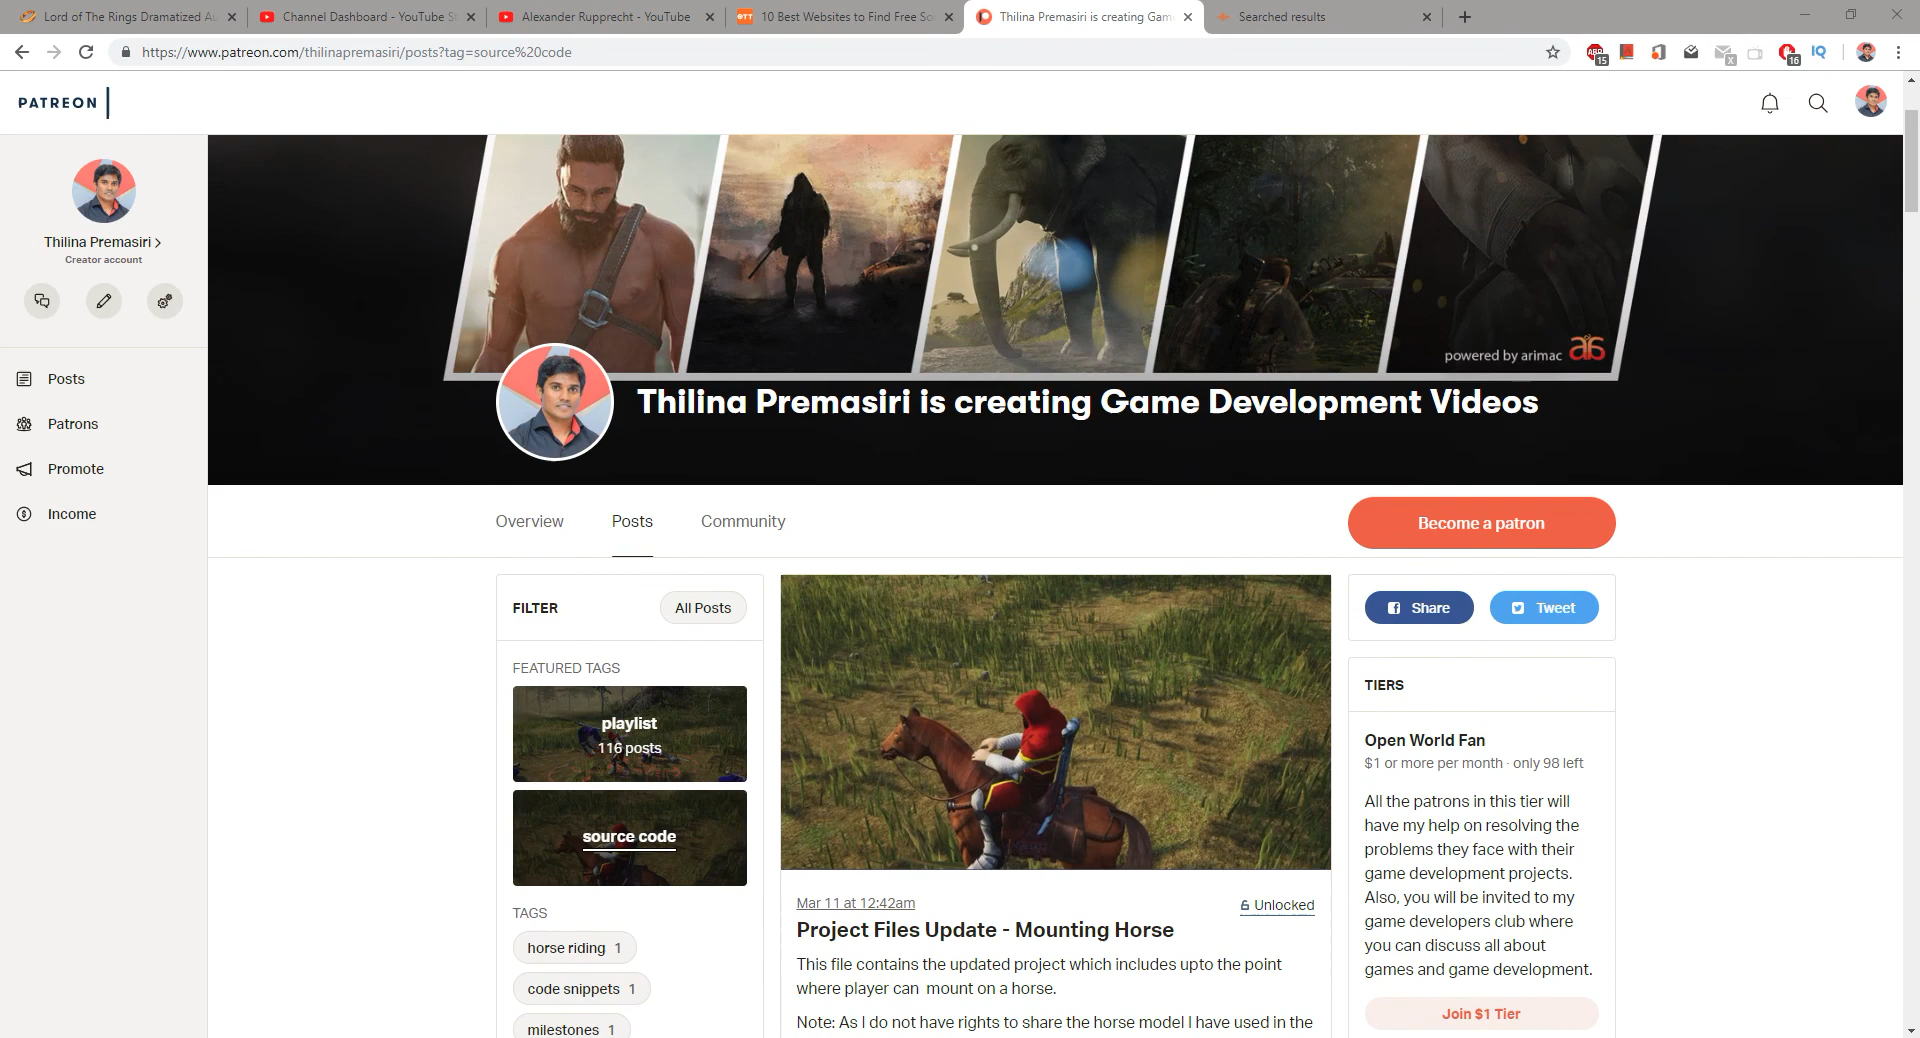 Lord of The Rings Dramatized Au
Channel Dashboard - YouTube St
Alexander Rupprecht - YouTube
OTT
10 Best Websites to Find Free So
Thilina Premasiri is creating Gam
Searched results
https://www.patreon.com/thilinapremasiri/posts?tag=source%20code
ABP
15
X
16
IQ
PATREON
Thilina Premasiri
Creator account
Posts
Patrons
Promote
Income
powered by arimac
Thilina Premasiri is creating Game Development Videos
Overview
Posts
Community
Become a patron
FILTER
All Posts
FEATURED TAGS
playlist
116 posts
source code
TAGS
horse riding 1
code snippets 1
milestones 1
Mar 11 at 12:42am
Unlocked
Project Files Update - Mounting Horse
This file contains the updated project which includes upto the point
where player can mount on a horse.
Note: As I do not have rights to share the horse model I have used in the
Share
Tweet
TIERS
Open World Fan
$1 or more per month · only 98 left
All the patrons in this tier will
have my help on resolving the
problems they face with their
game development projects.
Also, you will be invited to my
game developers club where
you can discuss all about
games and game development.
Join $1 Tier